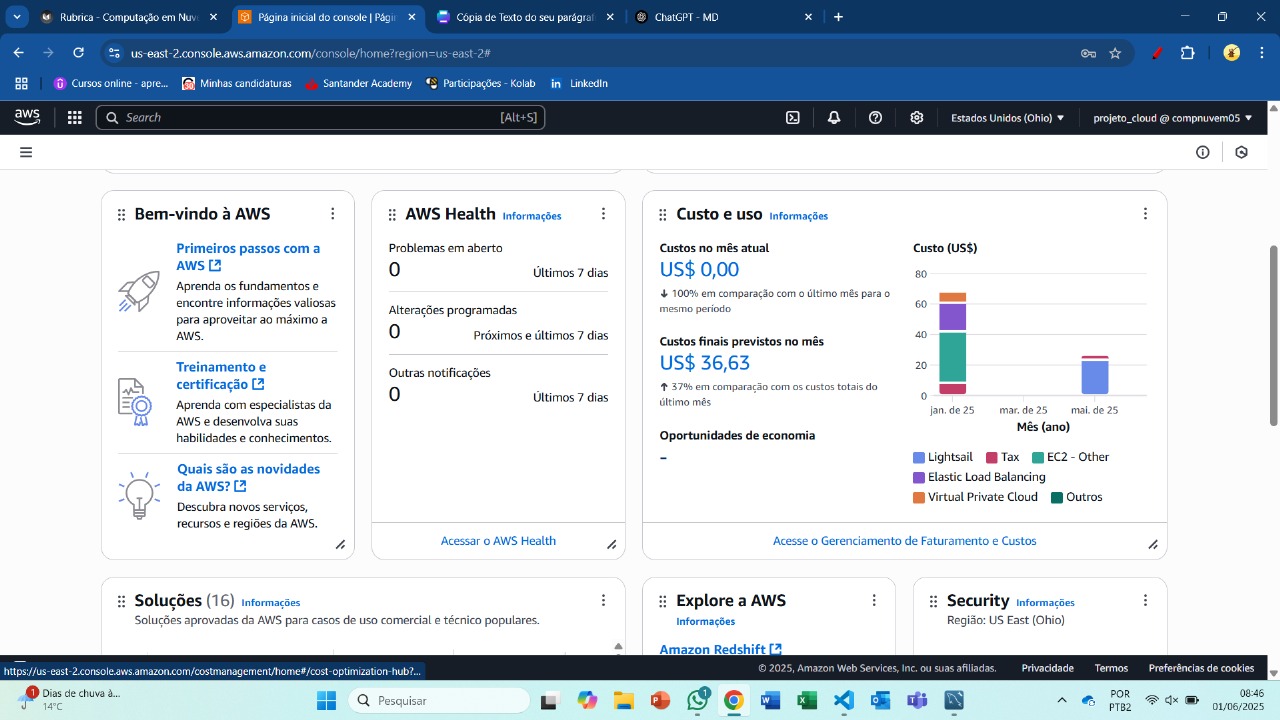 Rubrica - Computação em Nuve
Página inicial do console | Págin
Cópia de Texto do seu parágraf
ChatGPT - MD
us-east-2.console.aws.amazon.com/console/home?region=us-east-2#
Cursos online - apre...
Minhas candidaturas
Santander Academy
Participações - Kolab
LinkedIn
aws
Search
[Alt+S]
Estados Unidos (Ohio)
projeto_cloud @ compnuvem05
Bem-vindo à AWS
Primeiros passos com a
AWS
Aprenda os fundamentos e
encontre informações valiosas
para aproveitar ao máximo a
AWS.
Treinamento e
certificação
Aprenda com especialistas da
AWS e desenvolva suas
habilidades e conhecimentos.
Quais são as novidades
da AWS?
Descubra novos serviços,
recursos e regiões da AWS.
AWS Health Informações
Problemas em aberto
0
Últimos 7 dias
Alterações programadas
0
Próximos e últimos 7 dias
Outras notificações
0
Últimos 7 dias
Acessar o AWS Health
Custo e uso Informações
Custos no mês atual
US$ 0,00
100% em comparação com o último mês para o
mesmo período
Custos finais previstos no mês
US$ 36,63
37% em comparação com os custos totais do
último mês
Oportunidades de economia
-
Custo (US$)
80
60
40
20
0
jan. de 25
mar. de 25
mai. de 25
Mês (ano)
Lightsail
Tax
EC2 - Other
Elastic Load Balancing
Virtual Private Cloud
Outros
Acesse o Gerenciamento de Faturamento e Custos
Soluções (16) Informações
Soluções aprovadas da AWS para casos de uso comercial e técnico populares.
Explore a AWS
Informações
Amazon Redshift
Security Informações
Região: US East (Ohio)
https://us-east-2.console.aws.amazon.com/costmanagement/home#/cost-optimization-hub?...
© 2025, Amazon Web Services, Inc. ou suas afiliadas.
Privacidade
Termos
Preferências de cookies
1
Dias de chuva à...
14°C
Pesquisar
1
POR
PTB2
08:46
01/06/2025